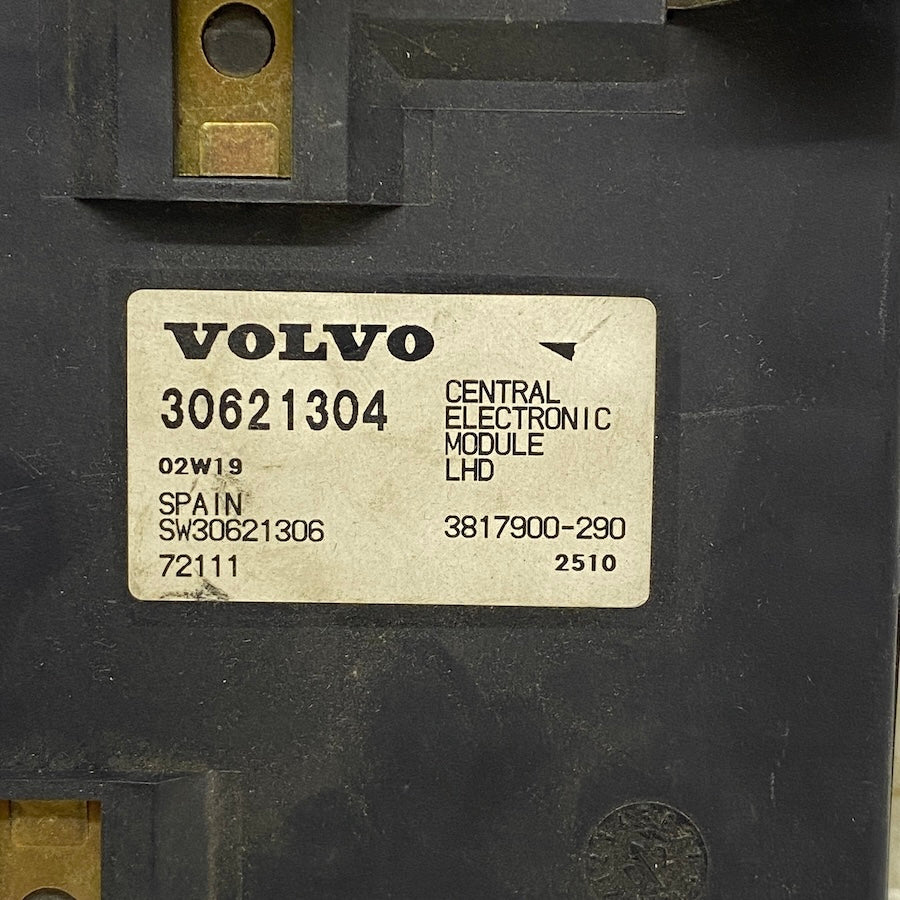 VOLVO
30621304
CENTRAL
ELECTRONIC
MODULE
LHD
02W19
SPAIN
SW30621306
3817900-290
72111
2510